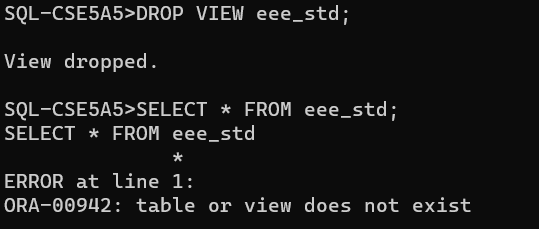 SQL-CSE5A5>DROP VIEW eee_std;
View dropped.
SQL-CSE5A5>SELECT * FROM eee_std;
SELECT * FROM eee_std
*
ERROR at line 1:
ORA-00942: table or view does not exist